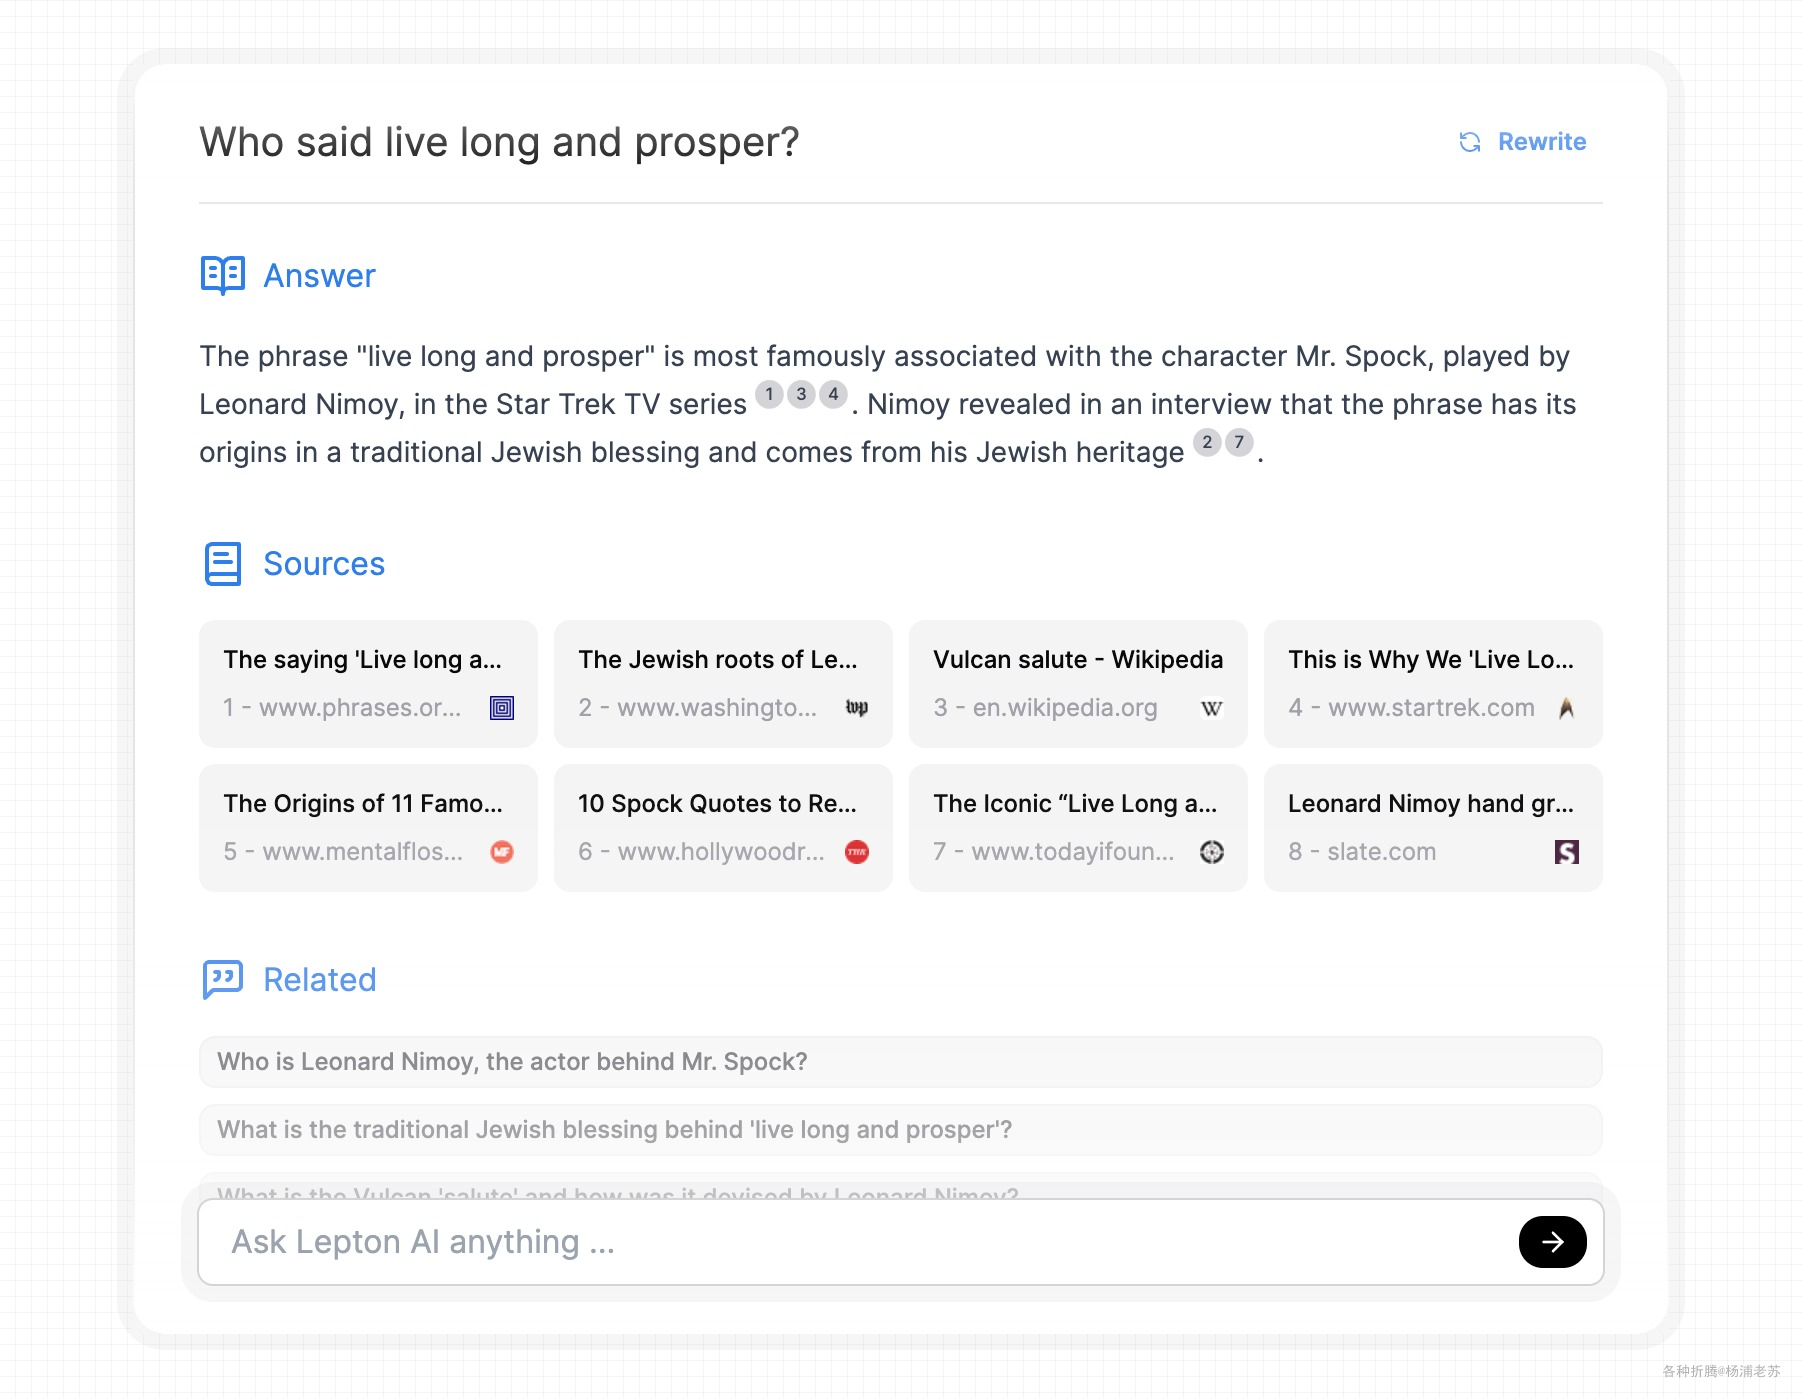 Who said live long and prosper?
Rewrite
Answer
The phrase "live long and prosper" is most famously associated with the character Mr. Spock, played by
Leonard Nimoy, in the Star Trek TV series 1 3 4 . Nimoy revealed in an interview that the phrase has its
origins in a traditional Jewish blessing and comes from his Jewish heritage 2 7 .
Sources
The saying 'Live long a...
1 - www.phrases.or...
The Jewish roots of Le...
2 - www.washingto...
wp
Vulcan salute - Wikipedia
3 - en.wikipedia.org
W
This is Why We 'Live Lo...
4 - www.startrek.com
The Origins of 11 Famo...
5 - www.mentalflos...
MF
10 Spock Quotes to Re...
6 - www.hollywoodr...
THR
The Iconic “Live Long a...
7 - www.todayifoun...
Leonard Nimoy hand gr...
8 - slate.com
S
Related
Who is Leonard Nimoy, the actor behind Mr. Spock?
What is the traditional Jewish blessing behind 'live long and prosper'?
What is the Vulcan 'salute' and how was it devised by Leonard Nimoy?
Ask Lepton AI anything ...
各种折腾@杨浦老苏